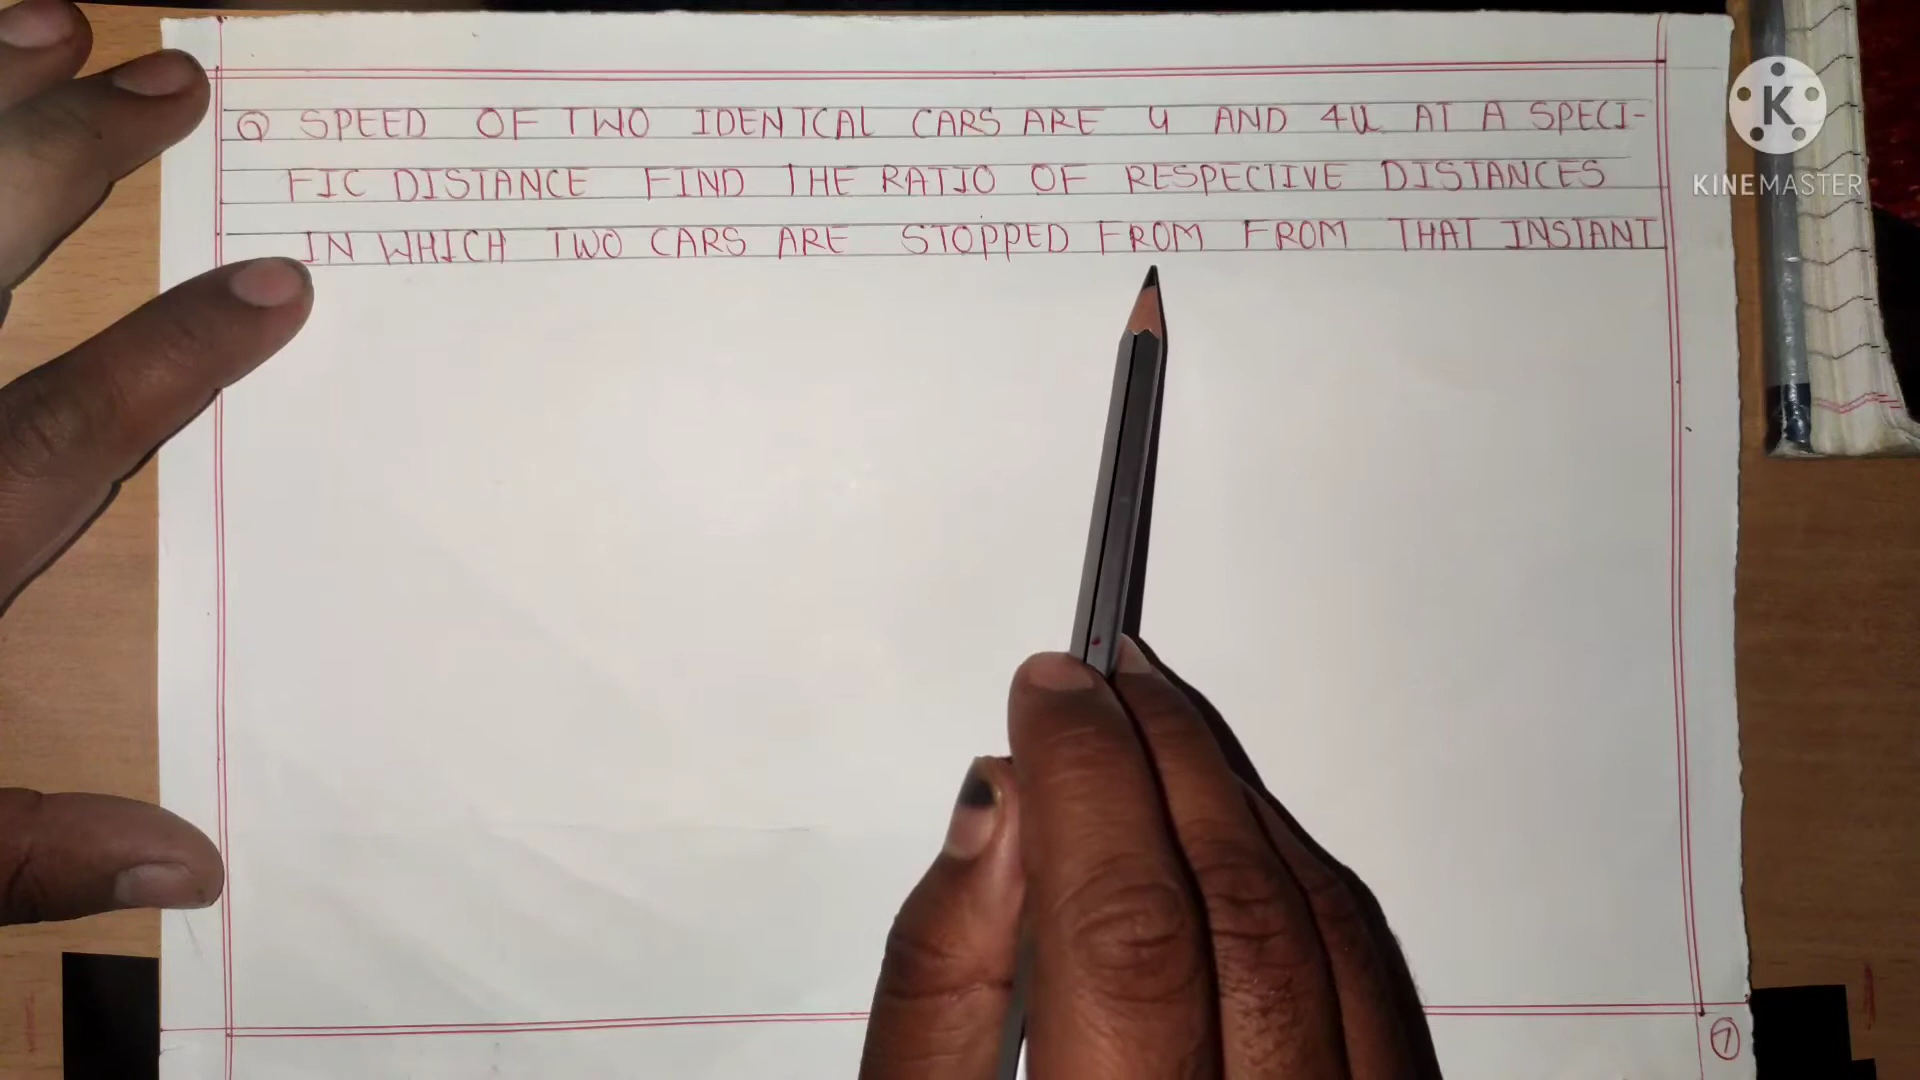 Q SPEED OF TWO IDENTCAL CARS ARE U AND 4U AT A SPECI-
FIC DISTANCE FIND THE RATIO OF RESPECTIVE DISTANCES
IN WHICH TWO CARS ARE STOPPED FROM FROM THAT INSTANT
K
KINEMASTER
7